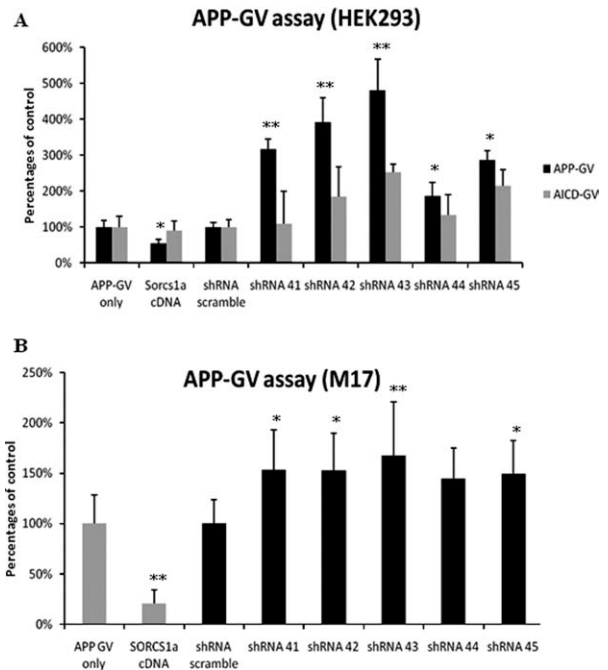 A
APP-GV assay (HEK293)
Percentages of control
600%
500%
400%
300%
200%
100%
0%
*
**
**
**
*
*
APP-GV
AICD-GV
APP-GV only
Sorcs1a cDNA
shRNA scramble
shRNA 41
shRNA 42
shRNA 43
shRNA 44
shRNA 45
B
APP-GV assay (M17)
Percentages of control
250%
200%
150%
100%
50%
0%
**
*
*
**
*
APP GV only
SORCS1a cDNA
shRNA scramble
shRNA 41
shRNA 42
shRNA 43
shRNA 44
shRNA 45